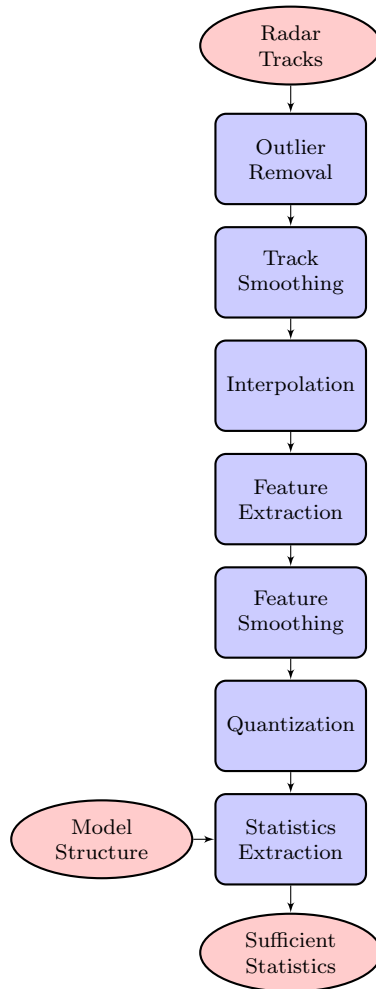 Radar
Tracks
Outlier
Removal
Track
Smoothing
Interpolation
Feature
Extraction
Feature
Smoothing
Quantization
Model
Structure
Statistics
Extraction
Sufficient
Statistics